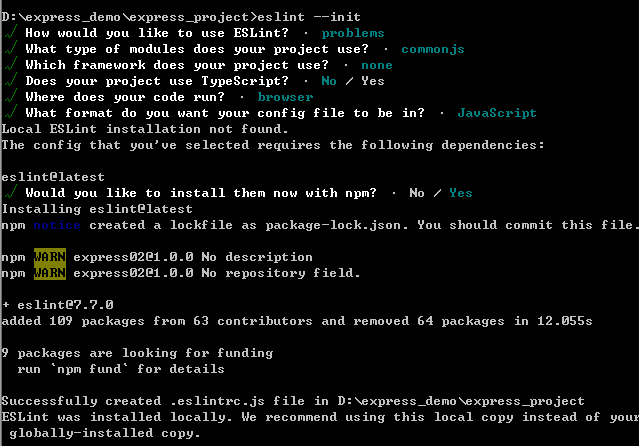 D:\express_demo\express_project>eslint --init
√ How would you like to use ESLint? · problems
√ What type of modules does your project use? · commonjs
√ Which framework does your project use? · none
√ Does your project use TypeScript? · No / Yes
√ Where does your code run? · browser
√ What format do you want your config file to be in? · JavaScript
Local ESLint installation not found.
The config that you've selected requires the following dependencies:
eslint@latest
√ Would you like to install them now with npm? · No / Yes
Installing eslint@latest
npm notice created a lockfile as package-lock.json. You should commit this file.
npm WARN express02@1.0.0 No description
npm WARN express02@1.0.0 No repository field.
+ eslint@7.7.0
added 109 packages from 63 contributors and removed 64 packages in 12.055s
9 packages are looking for funding
run `npm fund` for details
Successfully created .eslintrc.js file in D:\express_demo\express_project
ESLint was installed locally. We recommend using this local copy instead of your
globally-installed copy.